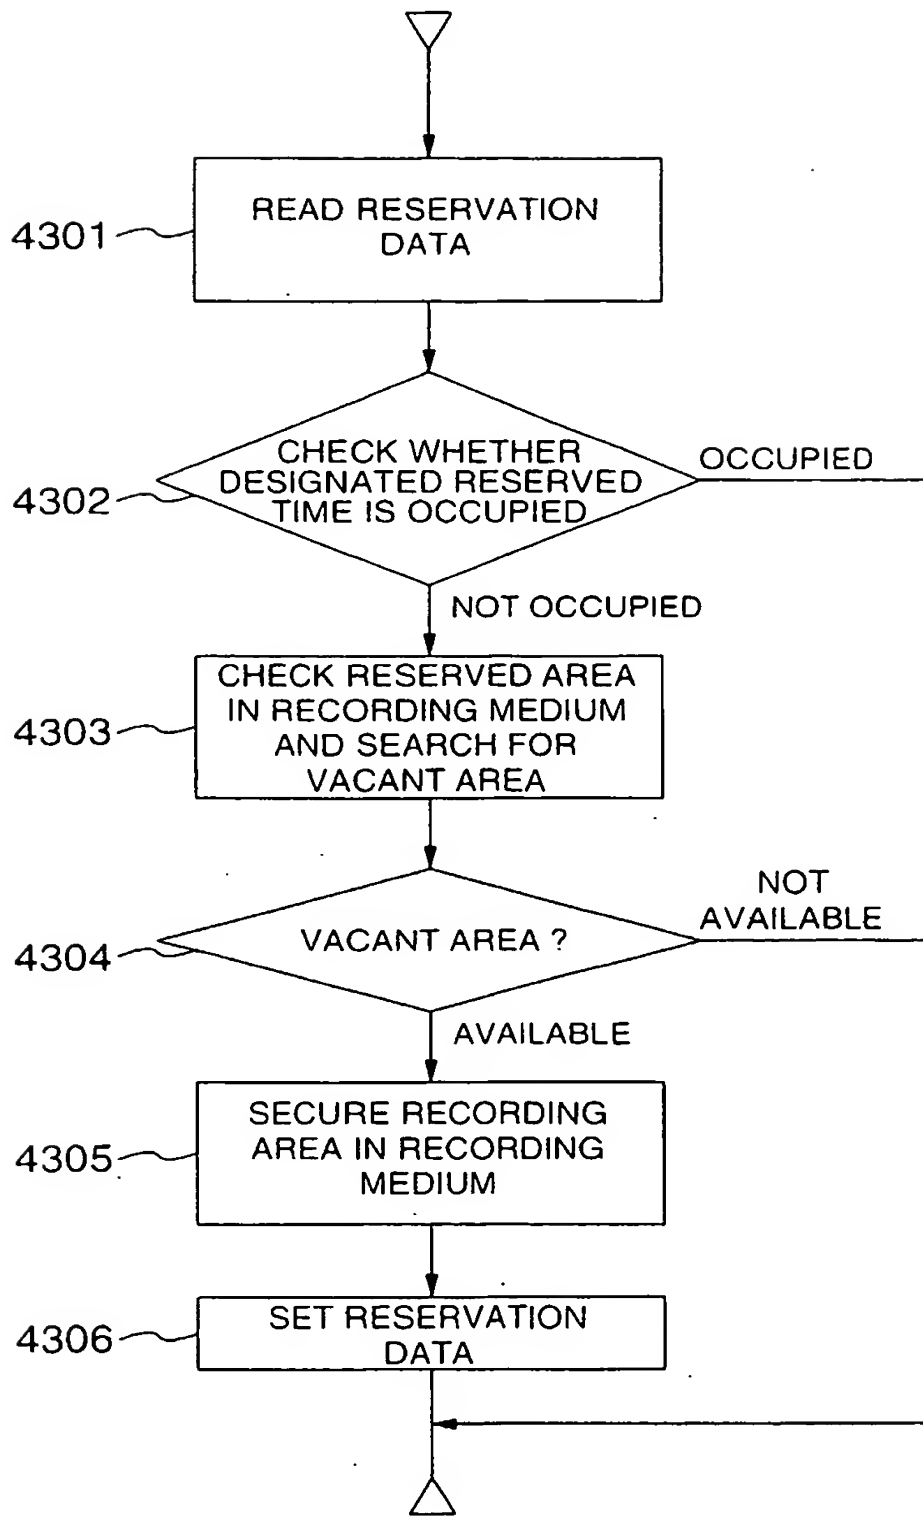 READ RESERVATION
DATA
4301
CHECK WHETHER
DESIGNATED RESERVED
TIME IS OCCUPIED
OCCUPIED
4302
NOT OCCUPIED
CHECK RESERVED AREA
IN RECORDING MEDIUM
AND SEARCH FOR
VACANT AREA
4303
NOT
AVAILABLE
VACANT AREA ?
4304
AVAILABLE
SECURE RECORDING
AREA IN RECORDING
MEDIUM
4305
SET RESERVATION
DATA
4306